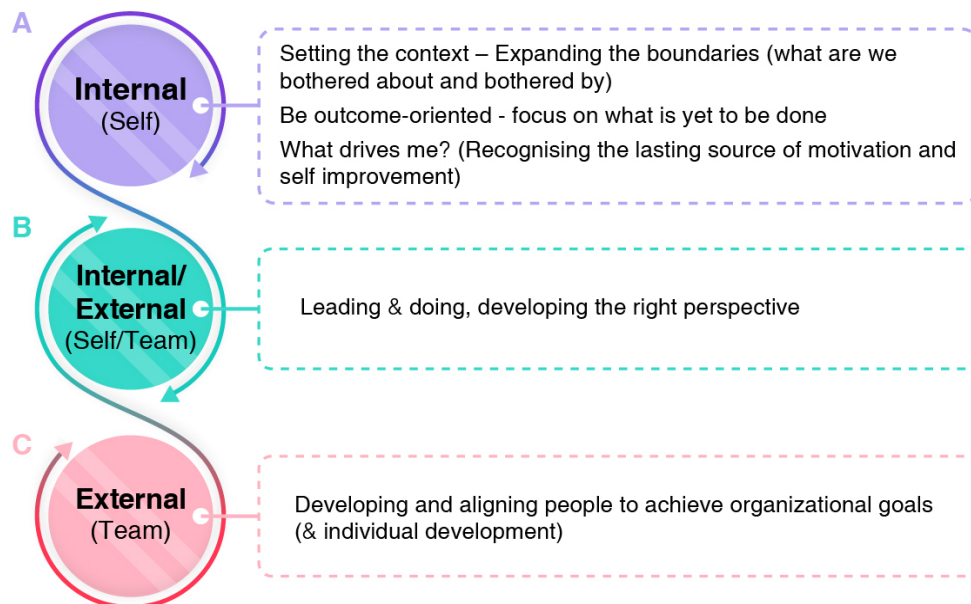 A
Internal
(Self)
Setting the context – Expanding the boundaries (what are we
bothered about and bothered by)
Be outcome-oriented - focus on what is yet to be done
What drives me? (Recognising the lasting source of motivation and
self improvement)
B
Internal/
External
(Self/Team)
Leading & doing, developing the right perspective
C
External
(Team)
Developing and aligning people to achieve organizational goals
(& individual development)